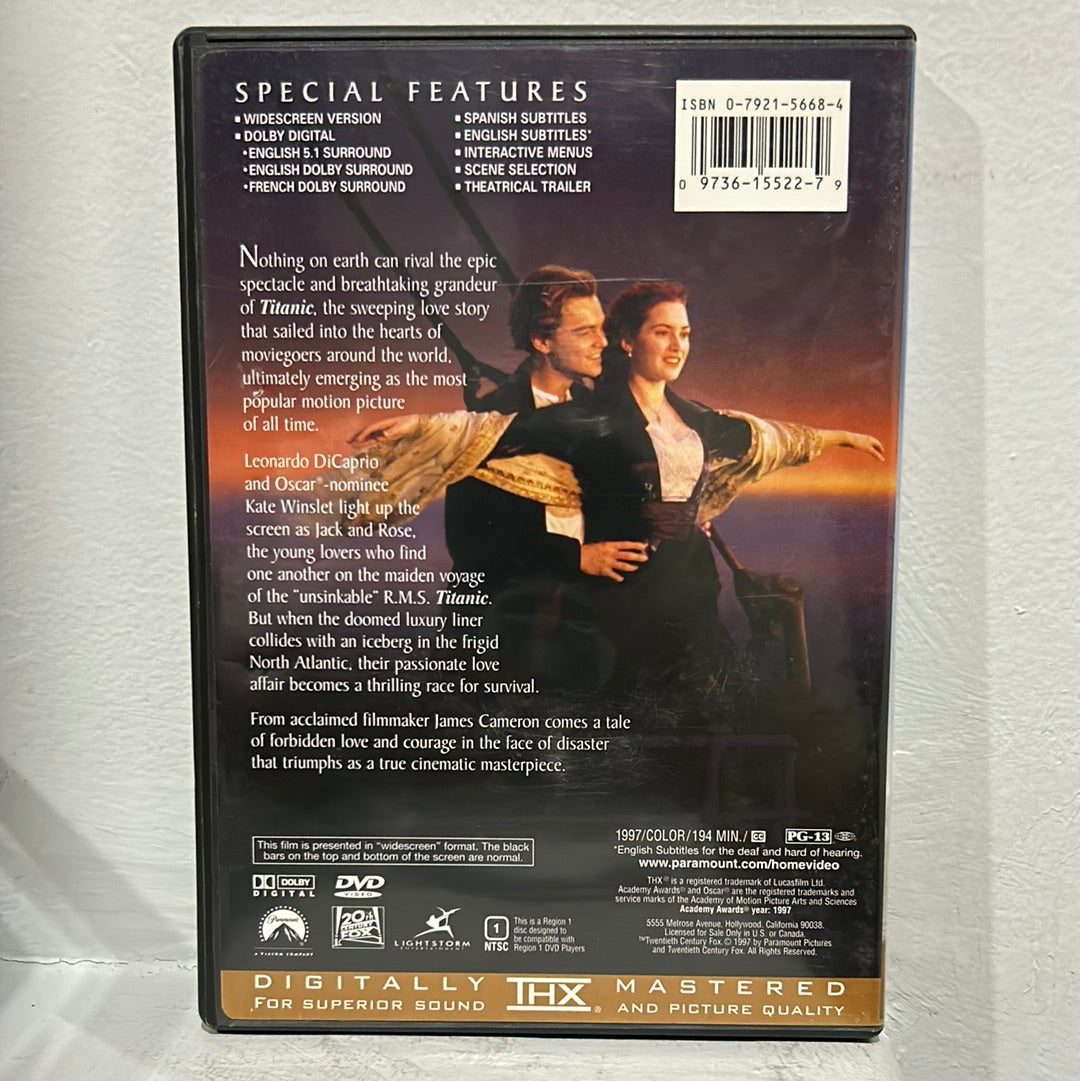 SPECIAL FEATURES
▪ WIDESCREEN VERSION
▪ DOLBY DIGITAL
•ENGLISH 5.1 SURROUND
•ENGLISH DOLBY SURROUND
•FRENCH DOLBY SURROUND
▪ SPANISH SUBTITLES
▪ ENGLISH SUBTITLES*
▪ INTERACTIVE MENUS
▪ SCENE SELECTION
▪ THEATRICAL TRAILER
ISBN 0-7921-5668-4
0 9736-15522-7 9
Nothing on earth can rival the epic
spectacle and breathtaking grandeur
of Titanic, the sweeping love story
that sailed into the hearts of
moviegoers around the world,
ultimately emerging as the most
popular motion picture
of all time.
Leonardo DiCaprio
and Oscar®-nominee
Kate Winslet light up the
screen as Jack and Rose,
the young lovers who find
one another on the maiden voyage
of the "unsinkable" R.M.S. Titanic.
But when the doomed luxury liner
collides with an iceberg in the frigid
North Atlantic, their passionate love
affair becomes a thrilling race for survival.
From acclaimed filmmaker James Cameron comes a tale
of forbidden love and courage in the face of disaster
that triumphs as a true cinematic masterpiece.
This film is presented in "widescreen" format. The black
bars on the top and bottom of the screen are normal.
1997/COLOR/194 MIN./ CC PG-13
*English Subtitles for the deaf and hard of hearing.
www.paramount.com/homevideo
THX® is a registered trademark of Lucasfilm Ltd.
Academy Awards® and Oscar® are the registered trademarks and
service marks of the Academy of Motion Picture Arts and Sciences
Academy Awards® year: 1997
5555 Melrose Avenue, Hollywood, California 90038.
Licensed for Sale Only in U.S. or Canada.
™Twentieth Century Fox. © 1997 by Paramount Pictures
and Twentieth Century Fox. All Rights Reserved.
DOLBY
DIGITAL
DVD
VIDEO
Paramount
A VIACOM COMPANY
20th
CENTURY
FOX
LIGHTSTORM
1
NTSC
This is a Region 1
disc designed to
be compatible with
Region 1 DVD Players
DIGITALLY THX® MASTERED
FOR SUPERIOR SOUND AND PICTURE QUALITY